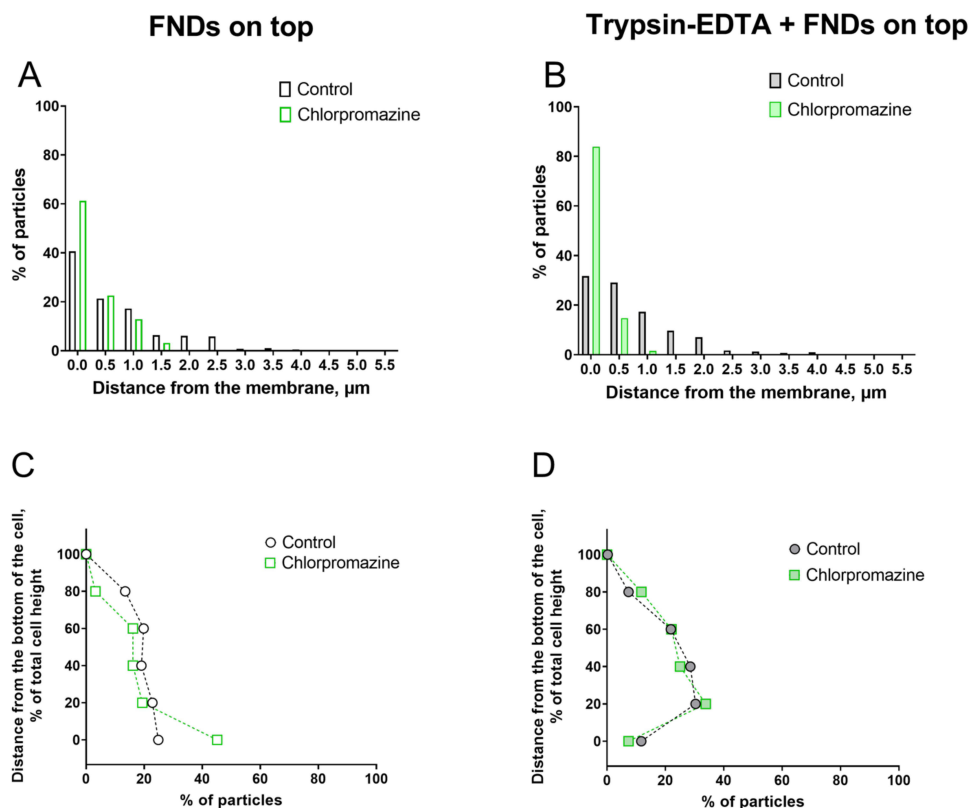 FNDs on top
Trypsin-EDTA + FNDs on top
A
Control
Chlorpromazine
100
80
60
40
20
0
% of particles
0.0 0.5 1.0 1.5 2.0 2.5 3.0 3.5 4.0 4.5 5.0 5.5
Distance from the membrane, µm
B
Control
Chlorpromazine
100
80
60
40
20
0
% of particles
0.0 0.5 1.0 1.5 2.0 2.5 3.0 3.5 4.0 4.5 5.0 5.5
Distance from the membrane, µm
C
Control
Chlorpromazine
Distance from the bottom of the cell,
% of total cell height
100
80
60
40
20
0
0 20 40 60 80 100
% of particles
D
Control
Chlorpromazine
Distance from the bottom of the cell,
% of total cell height
100
80
60
40
20
0
0 20 40 60 80 100
% of particles